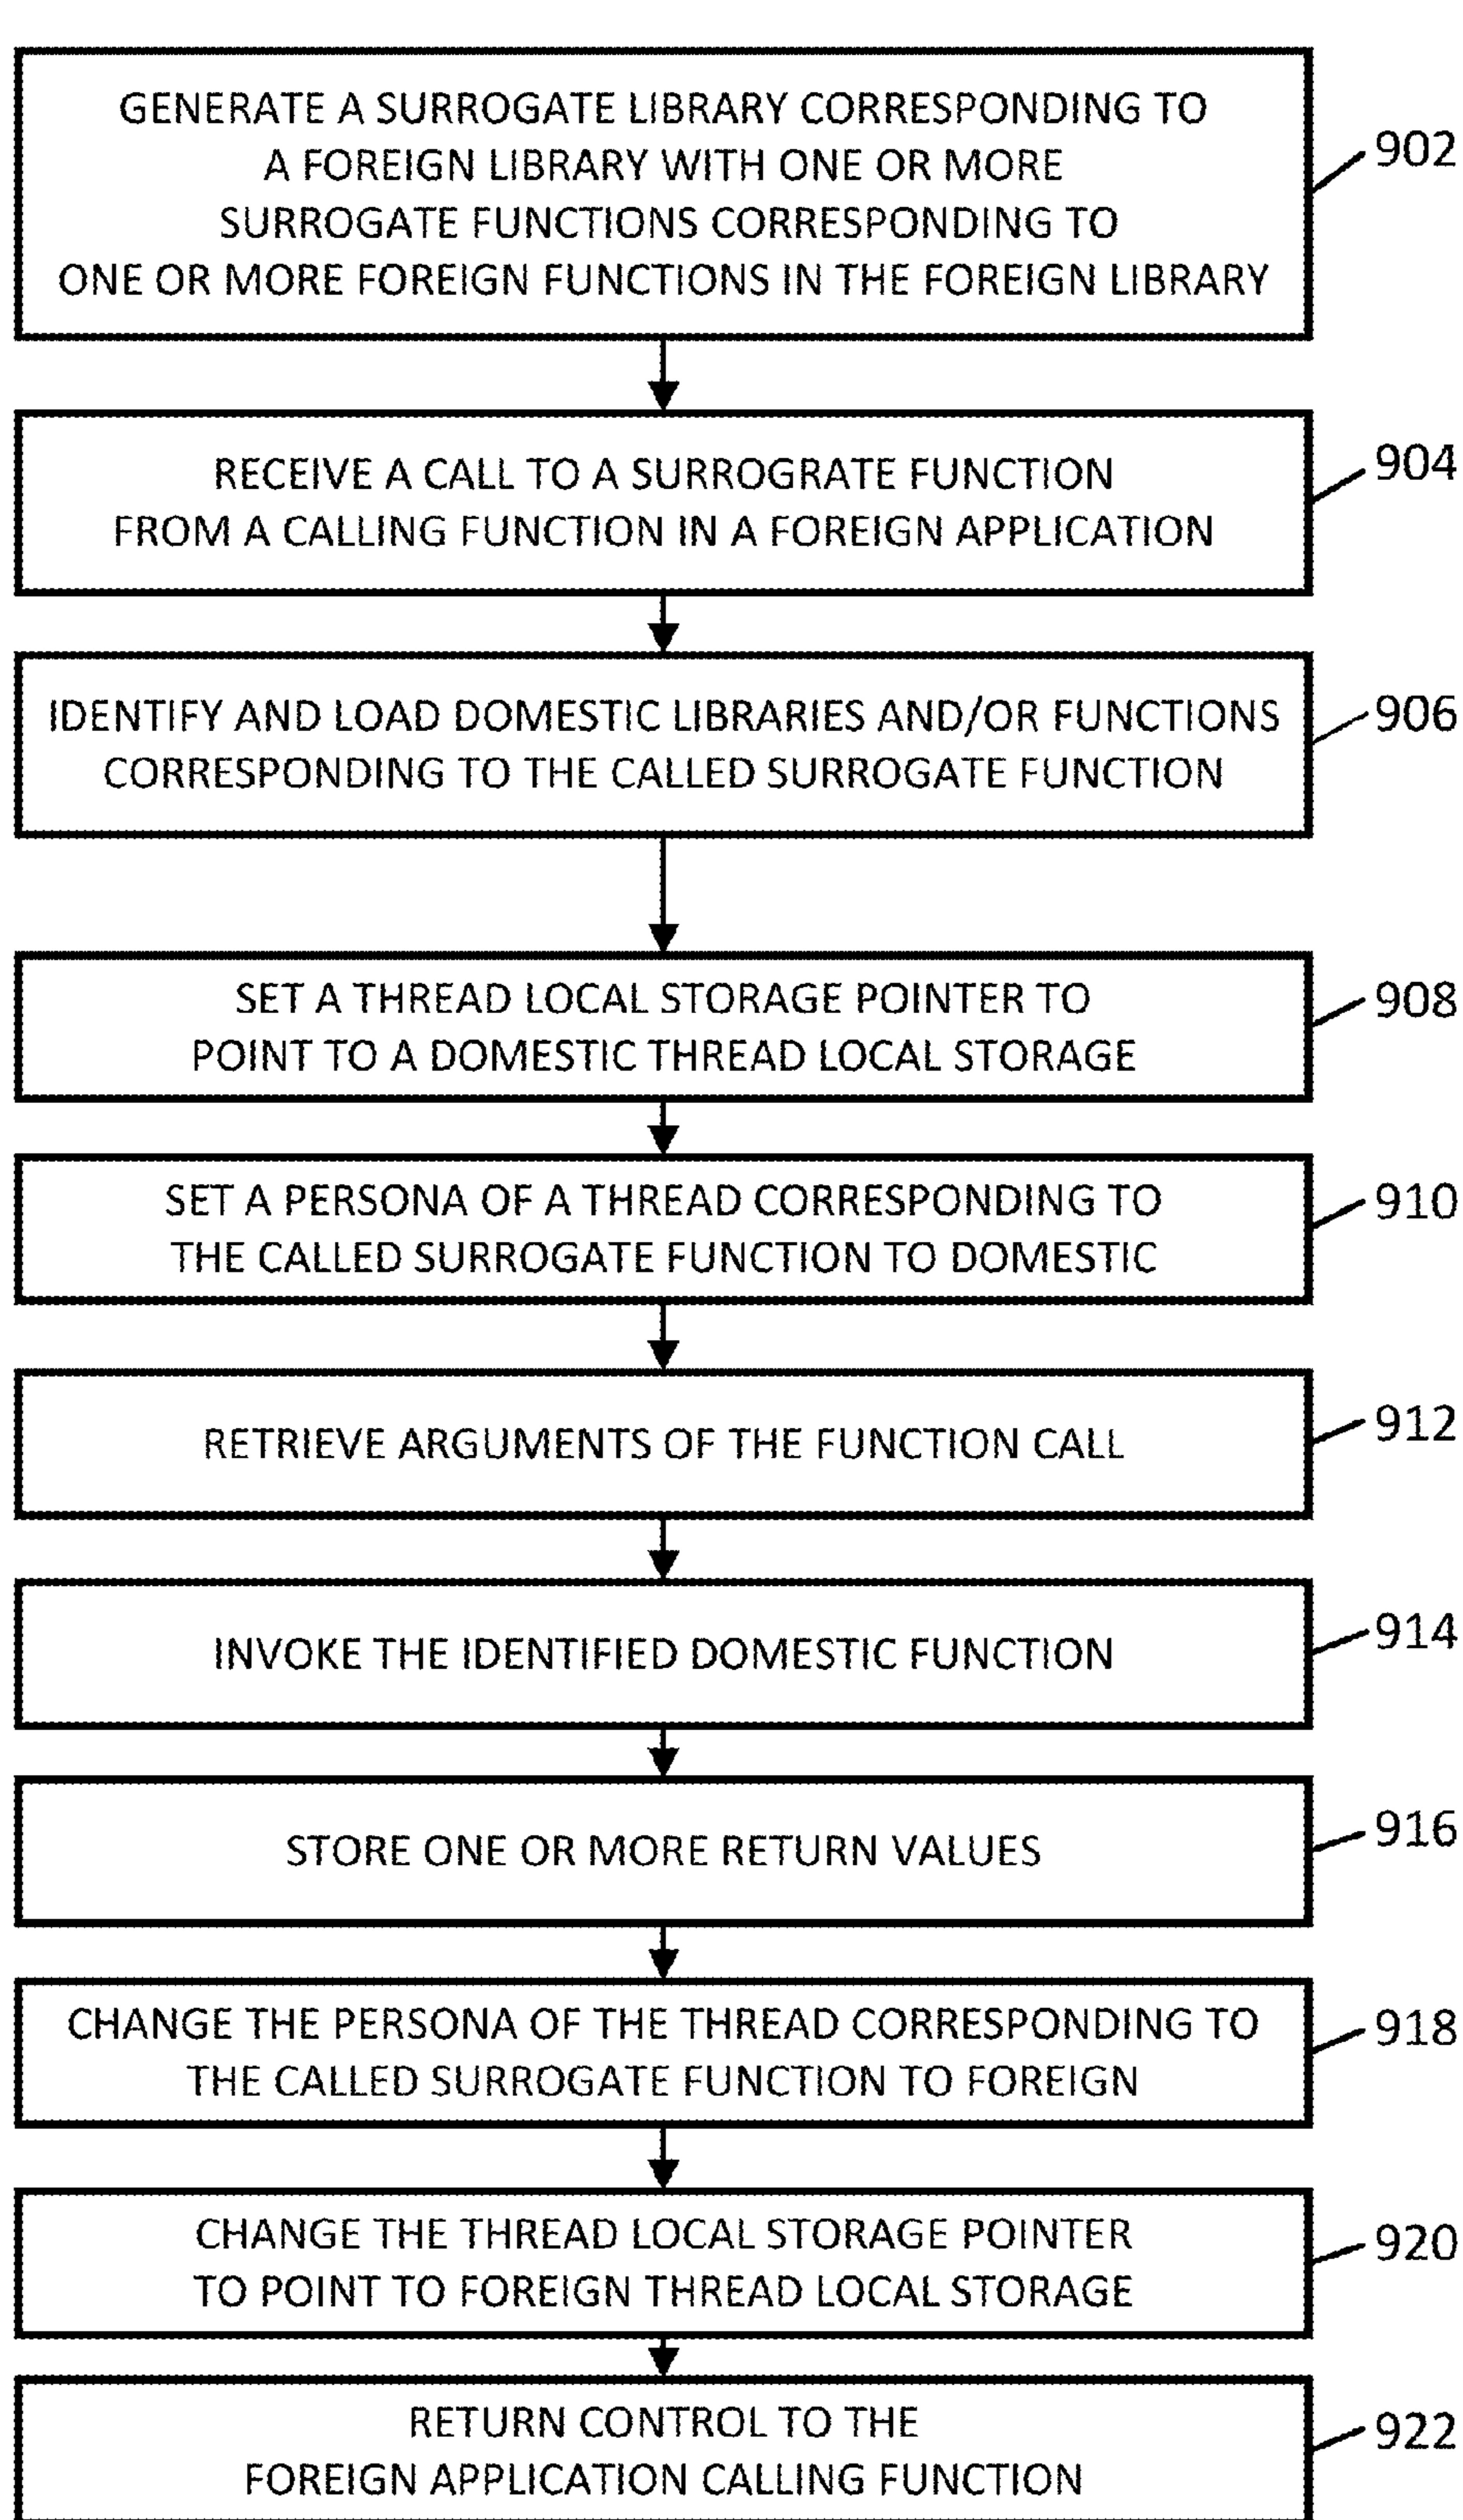 GENERATE A SURROGATE LIBRARY CORRESPONDING TO
A FOREIGN LIBRARY WITH ONE OR MORE
SURROGATE FUNCTIONS CORRESPONDING TO
ONE OR MORE FOREIGN FUNCTIONS IN THE FOREIGN LIBRARY
902
RECEIVE A CALL TO A SURROGRATE FUNCTION
FROM A CALLING FUNCTION IN A FOREIGN APPLICATION
904
IDENTIFY AND LOAD DOMESTIC LIBRARIES AND/OR FUNCTIONS
CORRESPONDING TO THE CALLED SURROGATE FUNCTION
906
SET A THREAD LOCAL STORAGE POINTER TO
POINT TO A DOMESTIC THREAD LOCAL STORAGE
908
SET A PERSONA OF A THREAD CORRESPONDING TO
THE CALLED SURROGATE FUNCTION TO DOMESTIC
910
RETRIEVE ARGUMENTS OF THE FUNCTION CALL
912
INVOKE THE IDENTIFIED DOMESTIC FUNCTION
914
STORE ONE OR MORE RETURN VALUES
916
CHANGE THE PERSONA OF THE THREAD CORRESPONDING TO
THE CALLED SURROGATE FUNCTION TO FOREIGN
918
CHANGE THE THREAD LOCAL STORAGE POINTER
TO POINT TO FOREIGN THREAD LOCAL STORAGE
920
RETURN CONTROL TO THE
FOREIGN APPLICATION CALLING FUNCTION
922